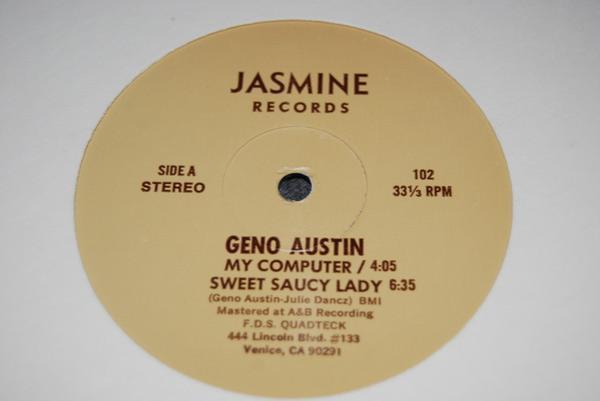 JASMINE
RECORDS
SIDE A
STEREO
102
33⅓ RPM
GENO AUSTIN
MY COMPUTER / 4:05
SWEET SAUCY LADY 6:35
(Geno Austin-Julie Dancz) BMI
Mastered at A&B Recording
F.D.S. QUADTECK
444 Lincoln Blvd. #133
Venice, CA 90291